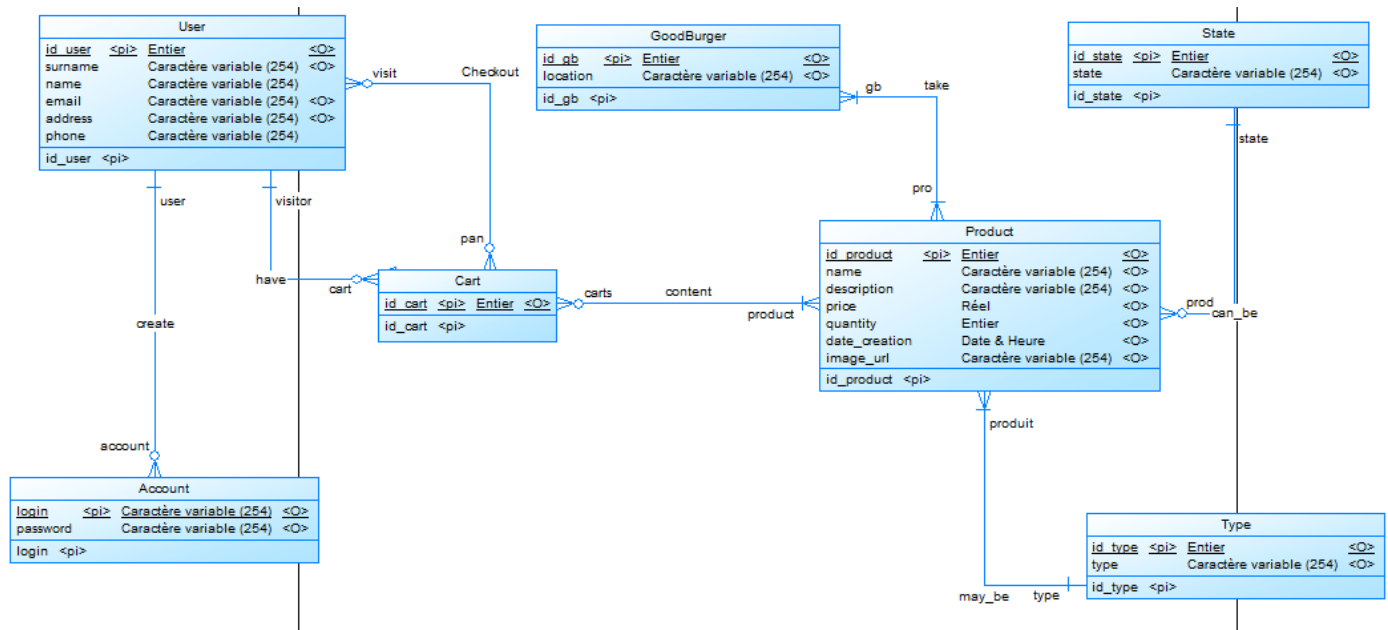 User
id_user <pi> Entier <O>
surname Caractère variable (254) <O>
name Caractère variable (254)
email Caractère variable (254) <O>
address Caractère variable (254) <O>
phone Caractère variable (254)
id_user <pi>
visit
Checkout
pan
user
visitor
have
cart
create
account
GoodBurger
id_gb <pi> Entier <O>
location Caractère variable (254) <O>
id_gb <pi>
gb
take
pro
State
id_state <pi> Entier <O>
state Caractère variable (254) <O>
id_state <pi>
state
Cart
id_cart <pi> Entier <O>
id_cart <pi>
carts
content
product
Product
id_product <pi> Entier <O>
name Caractère variable (254) <O>
description Caractère variable (254) <O>
price Réel <O>
quantity Entier <O>
date_creation Date & Heure <O>
image_url Caractère variable (254) <O>
id_product <pi>
prod
can_be
produit
may_be
type
Account
login <pi> Caractère variable (254) <O>
password Caractère variable (254) <O>
login <pi>
Type
id_type <pi> Entier <O>
type Caractère variable (254) <O>
id_type <pi>